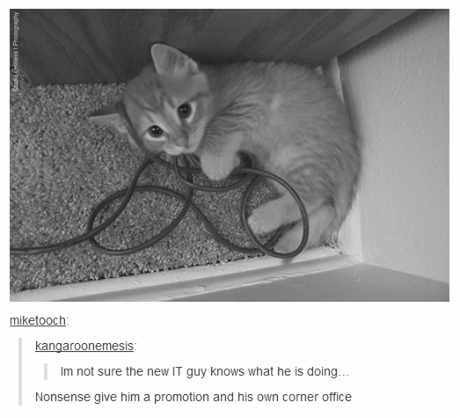 miketooch:
kangaroonemesis:
Im not sure the new IT guy knows what he is doing…
Nonsense give him a promotion and his own corner office